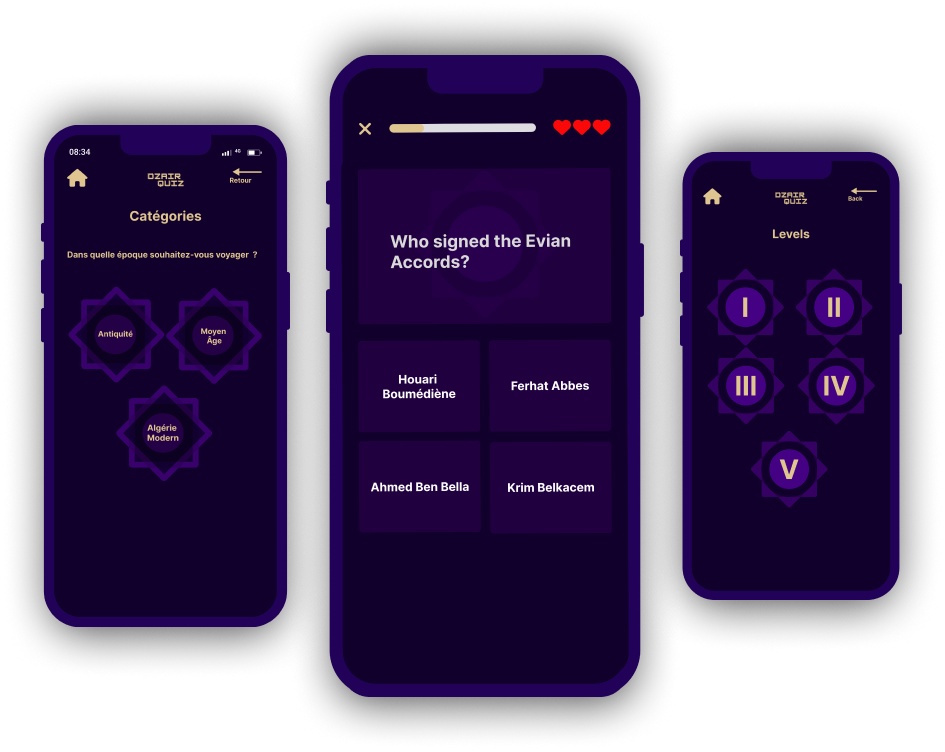 08:34
4G
DZAIR
QUIZ
Retour
Catégories
Dans quelle époque souhaitez-vous voyager ?
Antiquité
Moyen
Âge
Algérie
Modern
Who signed the Evian
Accords?
Houari
Boumédiène
Ferhat Abbes
Ahmed Ben Bella
Krim Belkacem
DZAIR
QUIZ
Back
Levels
I
II
III
IV
V